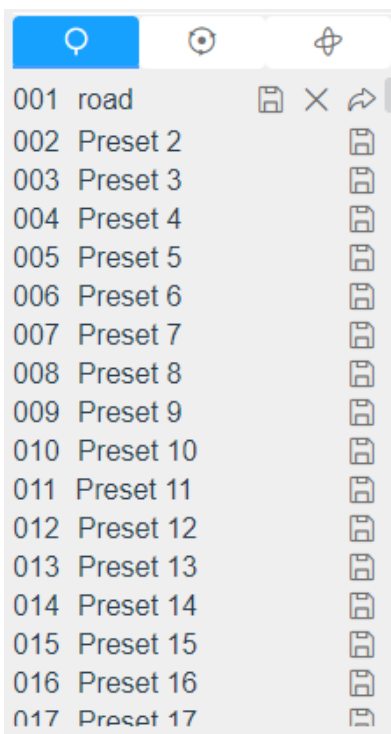 001 road
002 Preset 2
003 Preset 3
004 Preset 4
005 Preset 5
006 Preset 6
007 Preset 7
008 Preset 8
009 Preset 9
010 Preset 10
011 Preset 11
012 Preset 12
013 Preset 13
014 Preset 14
015 Preset 15
016 Preset 16
017 Preset 17